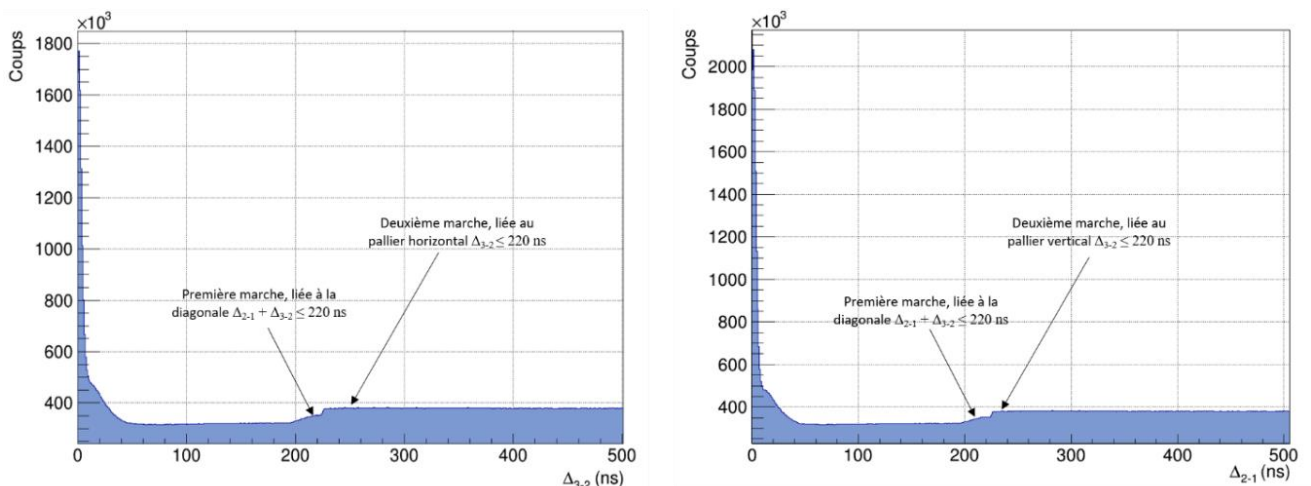 ×10³
Coups
1800
1600
1400
1200
1000
800
600
400
0
100
200
300
400
500
Δ₃₋₂ (ns)
Deuxième marche, liée au
pallier horizontal Δ₃₋₂ ≤ 220 ns
Première marche, liée à la
diagonale Δ₂₋₁ + Δ₃₋₂ ≤ 220 ns
×10³
Coups
2000
1800
1600
1400
1200
1000
800
600
400
0
100
200
300
400
500
Δ₂₋₁ (ns)
Deuxième marche, liée au
pallier vertical Δ₃₋₂ ≤ 220 ns
Première marche, liée à la
diagonale Δ₂₋₁ + Δ₃₋₂ ≤ 220 ns